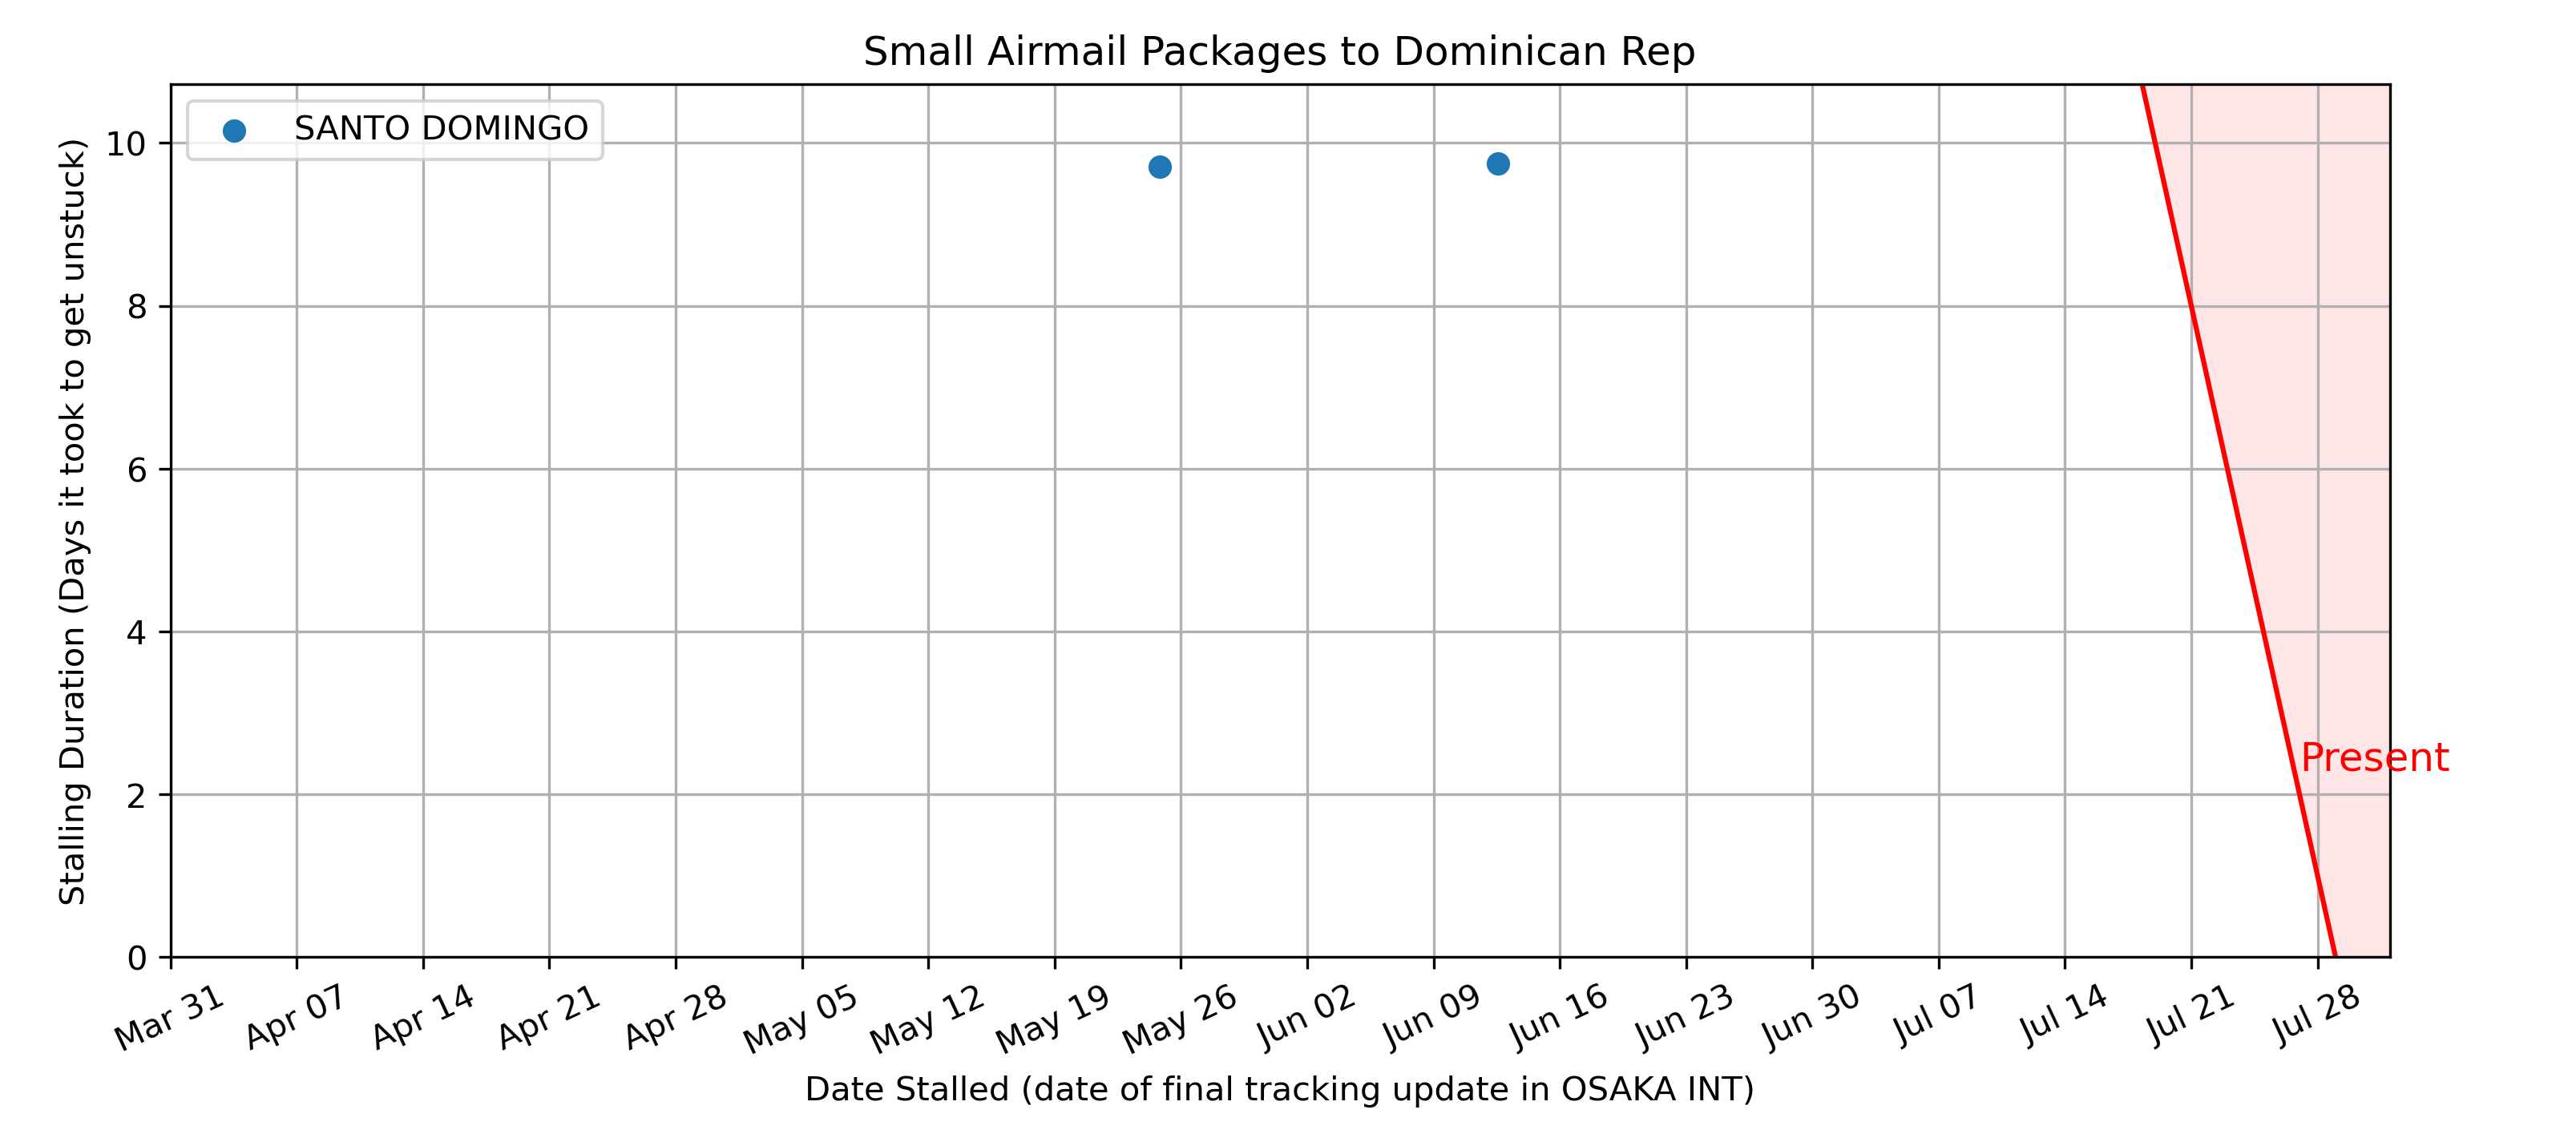 Small Airmail Packages to Dominican Rep
SANTO DOMINGO
Stalling Duration (Days it took to get unstuck)
10
8
6
4
2
0
Present
Mar 31
Apr 07
Apr 14
Apr 21
Apr 28
May 05
May 12
May 19
May 26
Jun 02
Jun 09
Jun 16
Jun 23
Jun 30
Jul 07
Jul 14
Jul 21
Jul 28
Date Stalled (date of final tracking update in OSAKA INT)